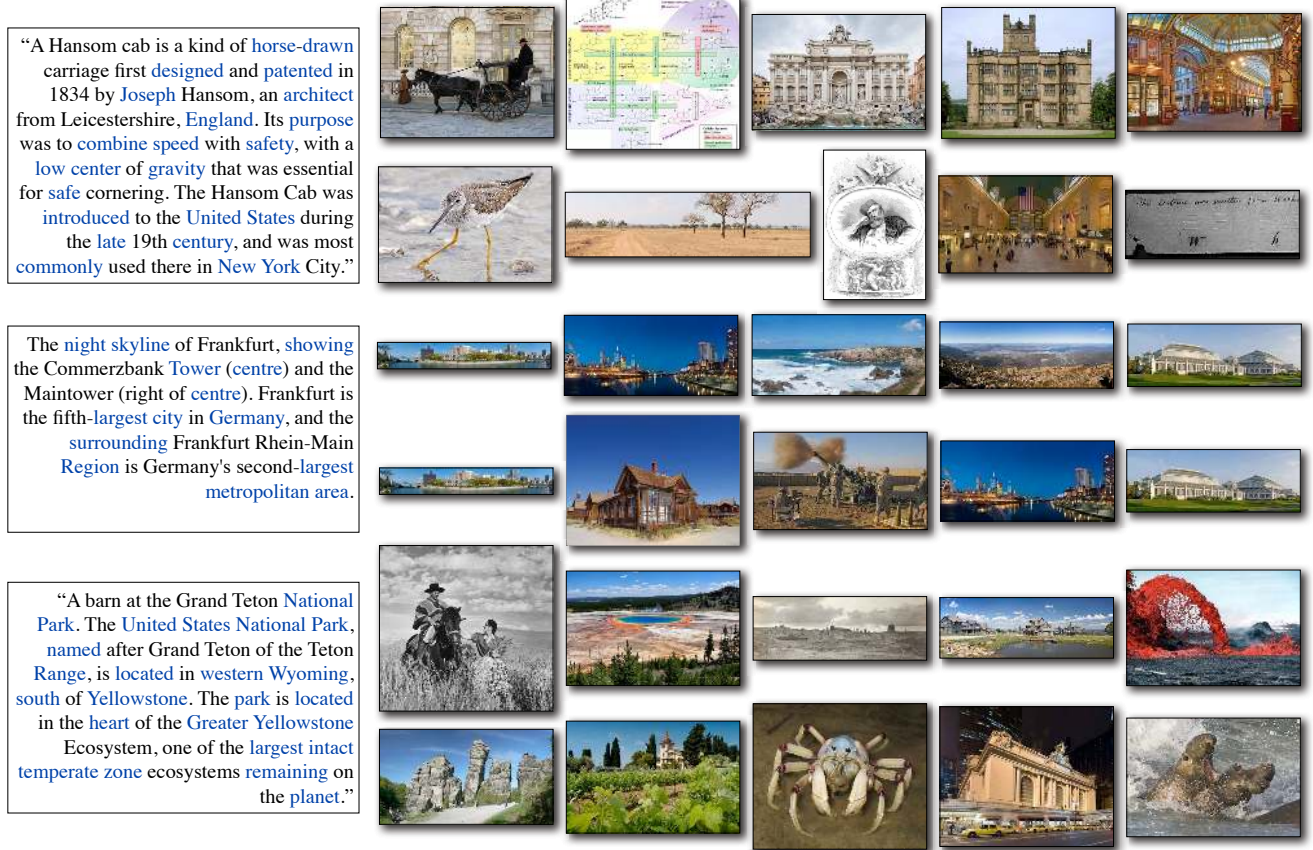 “A Hansom cab is a kind of horse-drawn
carriage first designed and patented in
1834 by Joseph Hansom, an architect
from Leicestershire, England. Its purpose
was to combine speed with safety, with a
low center of gravity that was essential
for safe cornering. The Hansom Cab was
introduced to the United States during
the late 19th century, and was most
commonly used there in New York City.”
The night skyline of Frankfurt, showing
the Commerzbank Tower (centre) and the
Maintower (right of centre). Frankfurt is
the fifth-largest city in Germany, and the
surrounding Frankfurt Rhein-Main
Region is Germany's second-largest
metropolitan area.
“A barn at the Grand Teton National
Park. The United States National Park,
named after Grand Teton of the Teton
Range, is located in western Wyoming,
south of Yellowstone. The park is located
in the heart of the Greater Yellowstone
Ecosystem, one of the largest intact
temperate zone ecosystems remaining on
the planet.”